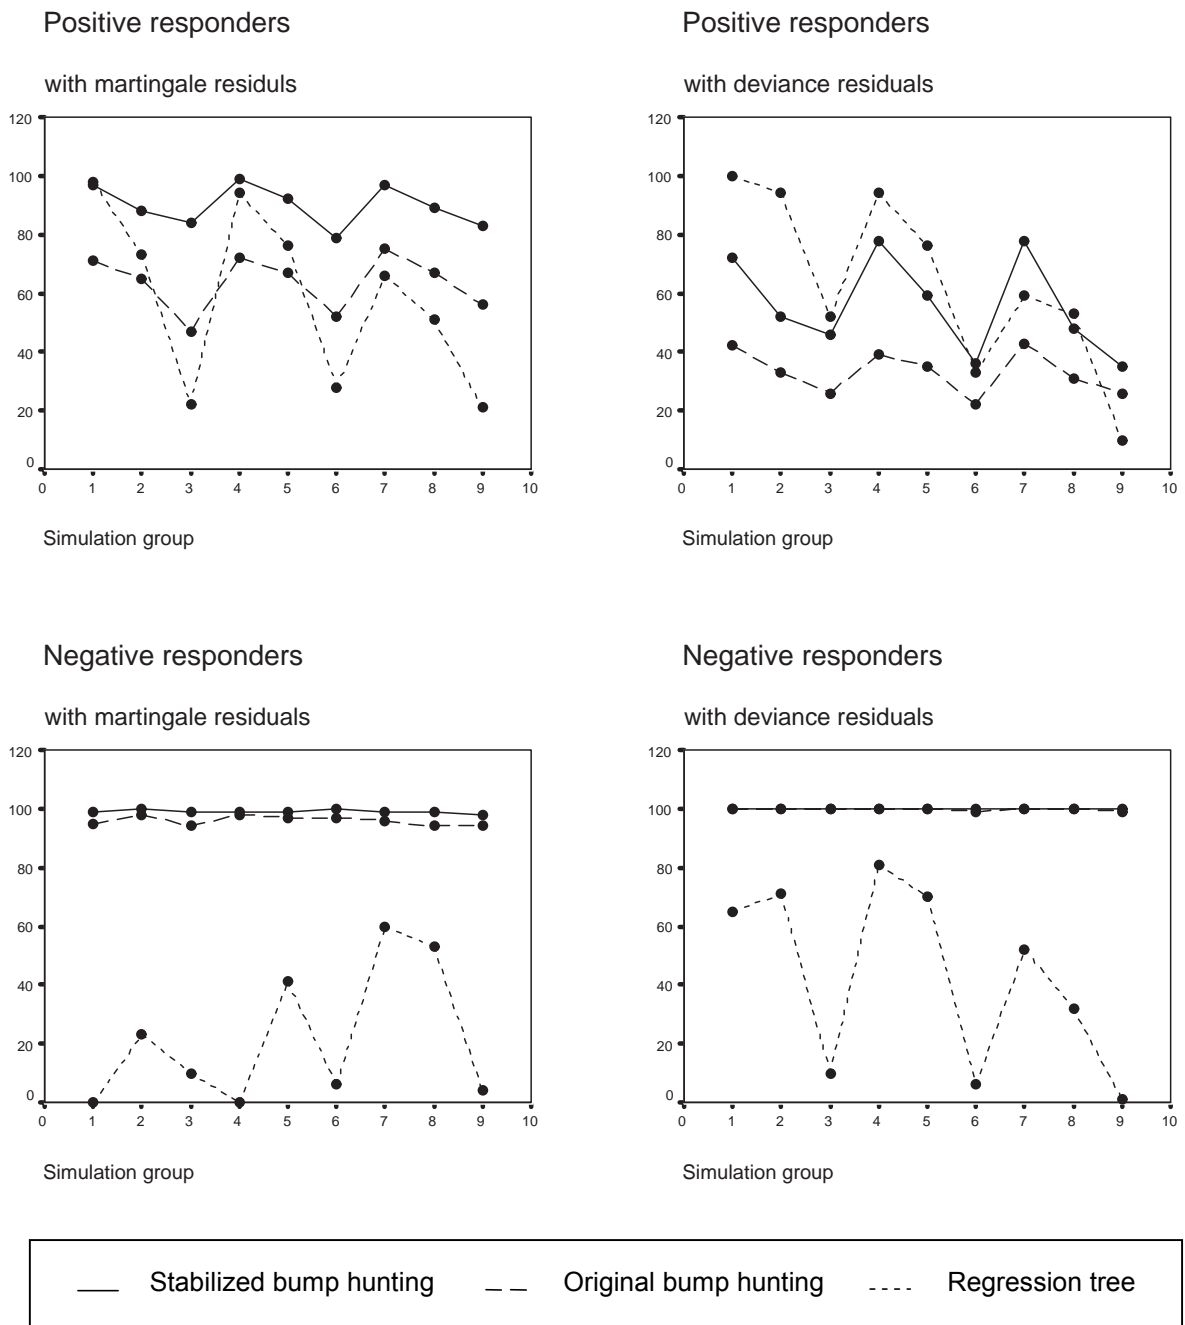 Positive responders
with martingale residuls
120
100
80
60
40
20
0
0 1 2 3 4 5 6 7 8 9 10
Simulation group
Positive responders
with deviance residuals
120
100
80
60
40
20
0
0 1 2 3 4 5 6 7 8 9 10
Simulation group
Negative responders
with martingale residuals
120
100
80
60
40
20
0
0 1 2 3 4 5 6 7 8 9 10
Simulation group
Negative responders
with deviance residuals
120
100
80
60
40
20
0
0 1 2 3 4 5 6 7 8 9 10
Simulation group
Stabilized bump hunting Original bump hunting Regression tree